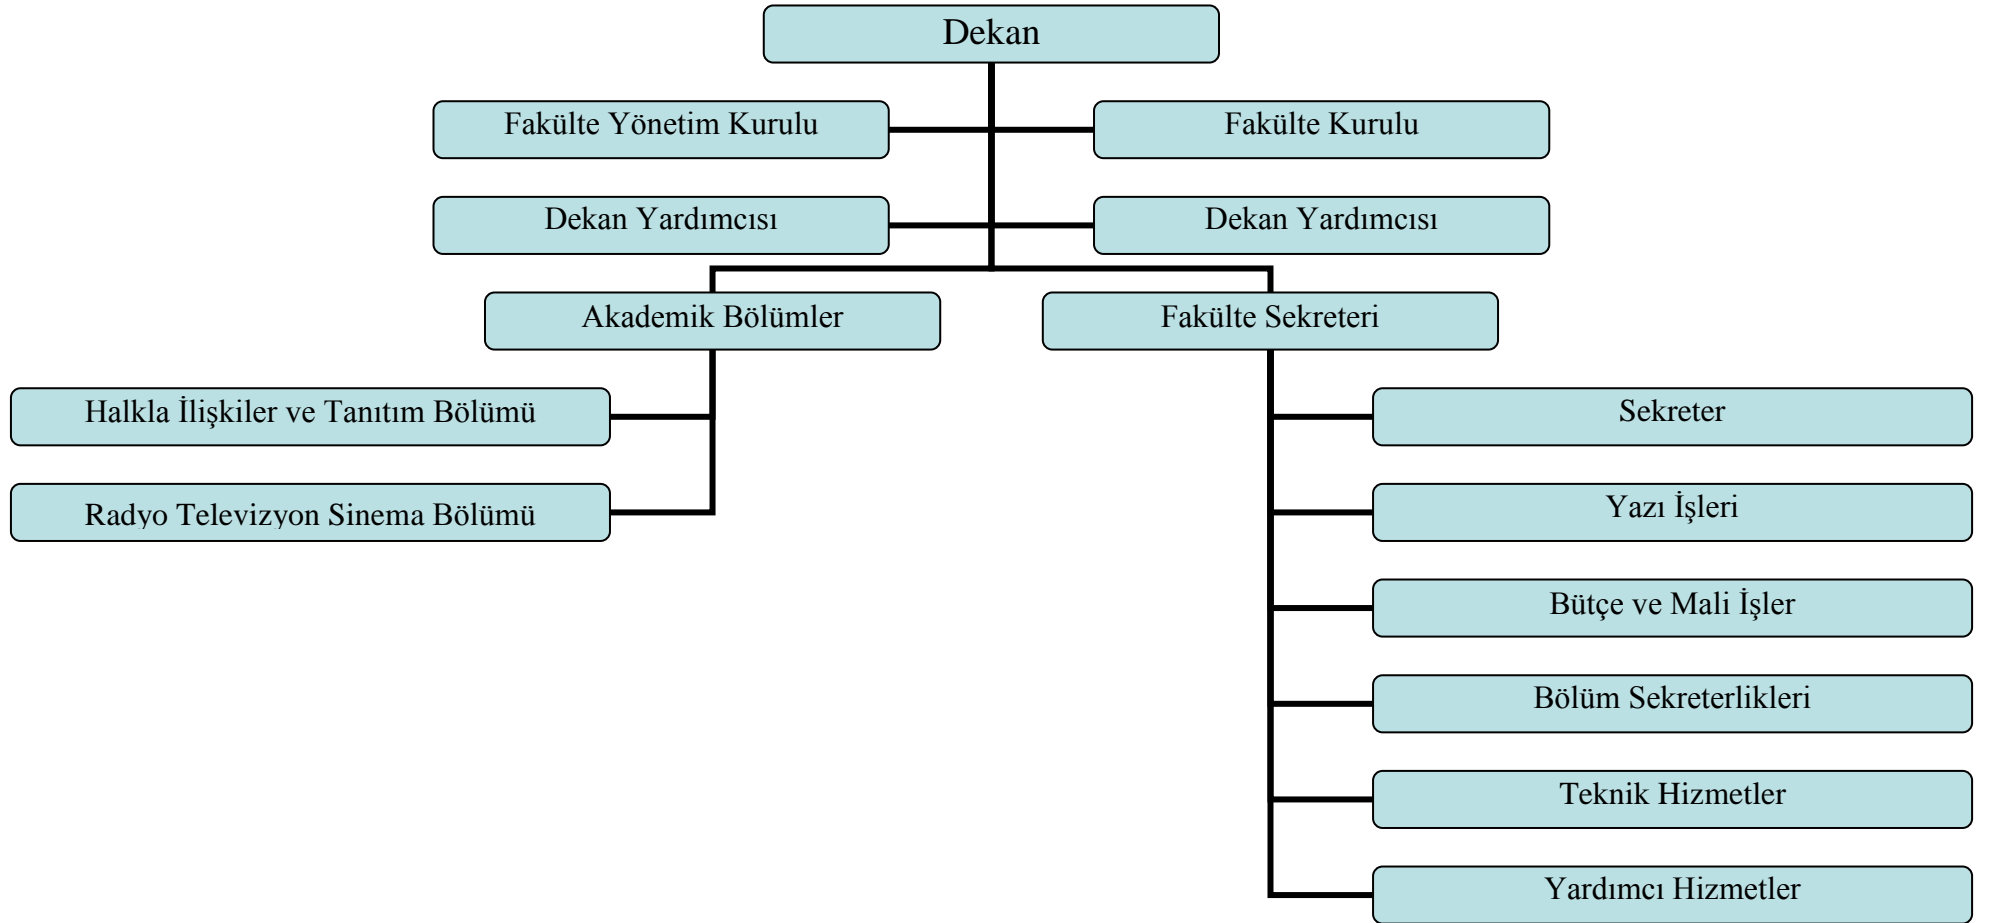 Dekan
Fakülte Yönetim Kurulu
Fakülte Kurulu
Dekan Yardımcısı
Dekan Yardımcısı
Akademik Bölümler
Fakülte Sekreteri
Halkla İlişkiler ve Tanıtım Bölümü
Radyo Televizyon Sinema Bölümü
Sekreter
Yazı İşleri
Bütçe ve Mali İşler
Bölüm Sekreterlikleri
Teknik Hizmetler
Yardımcı Hizmetler